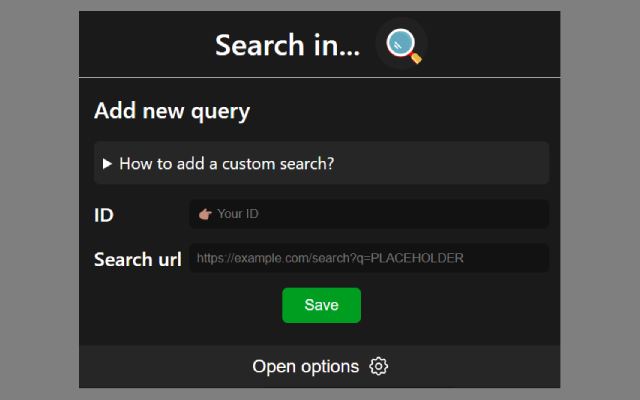 Search in...
Add new query
How to add a custom search?
ID
👉🏽 Your ID
Search url
https://example.com/search?q=PLACEHOLDER
Save
Open options